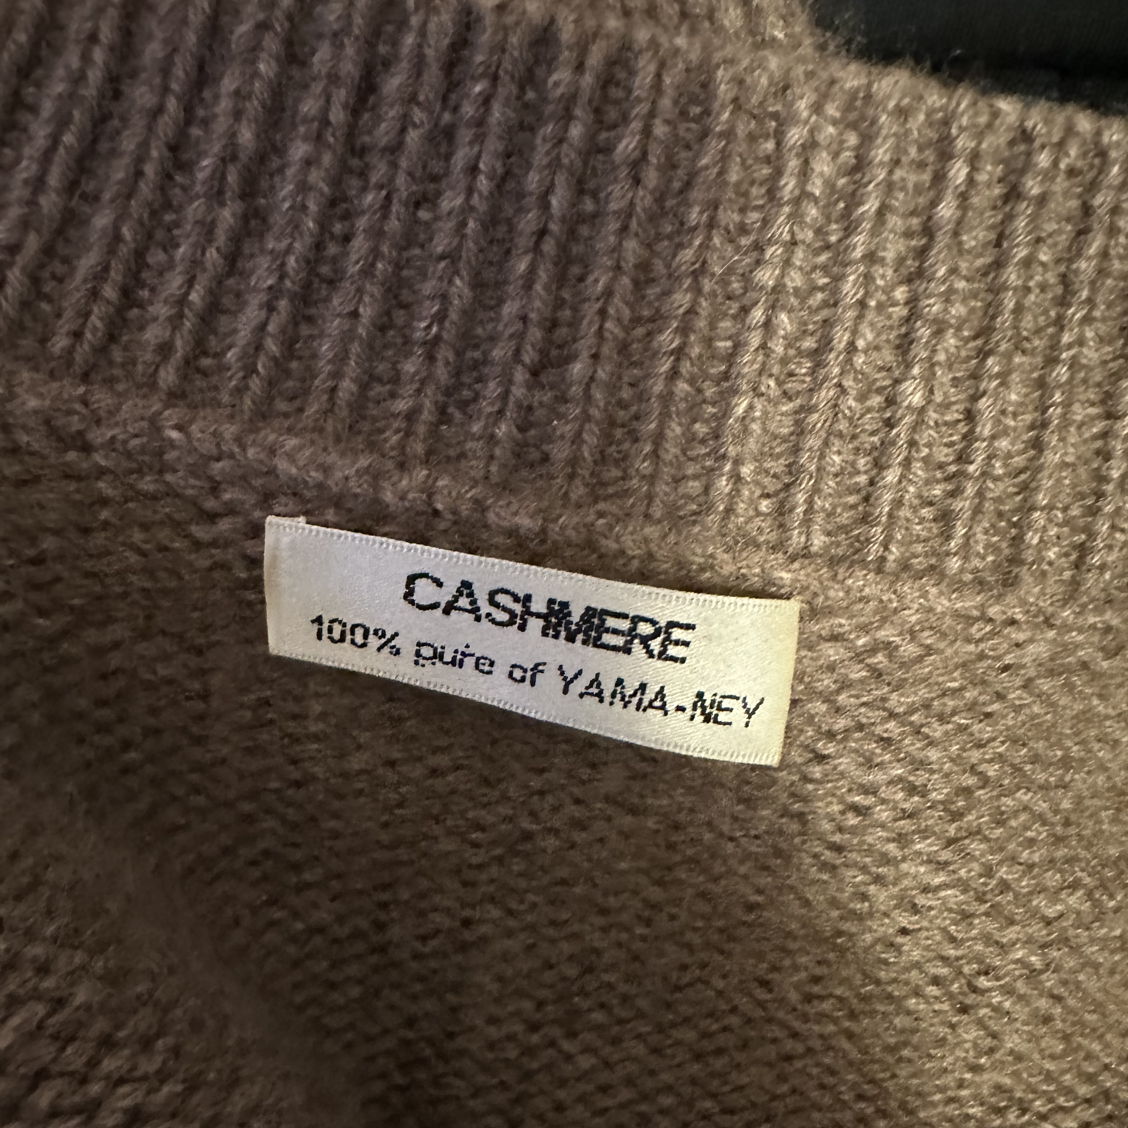 CASHMERE
100% pure of YAMA-NEY